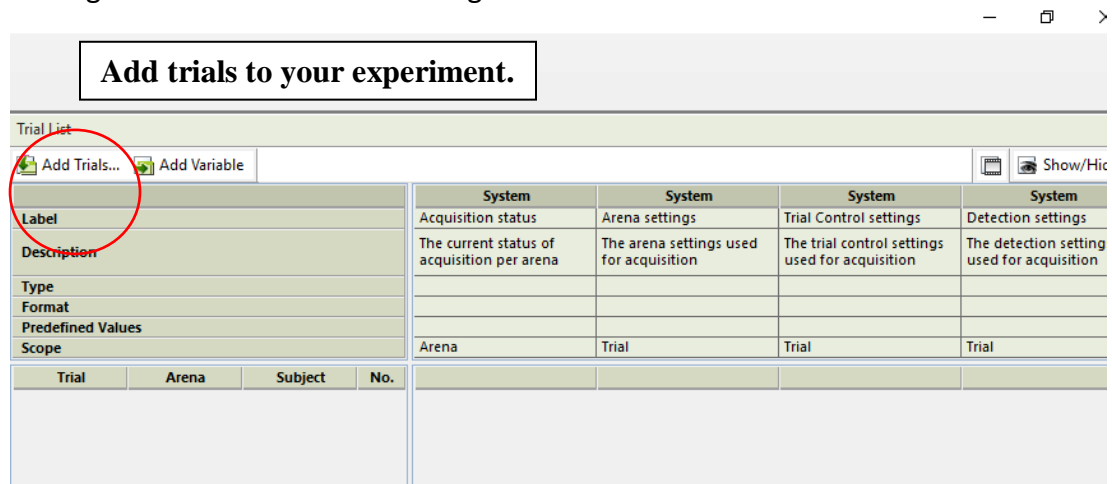 Add trials to your experiment.
Trial List
Add Trials... Add Variable Show/Hid
System System System System
Label Acquisition status Arena settings Trial Control settings Detection settings
Description The current status of acquisition per arena The arena settings used for acquisition The trial control settings used for acquisition The detection setting used for acquisition
Type
Format
Predefined Values
Scope Arena Trial Trial Trial
Trial Arena Subject No.